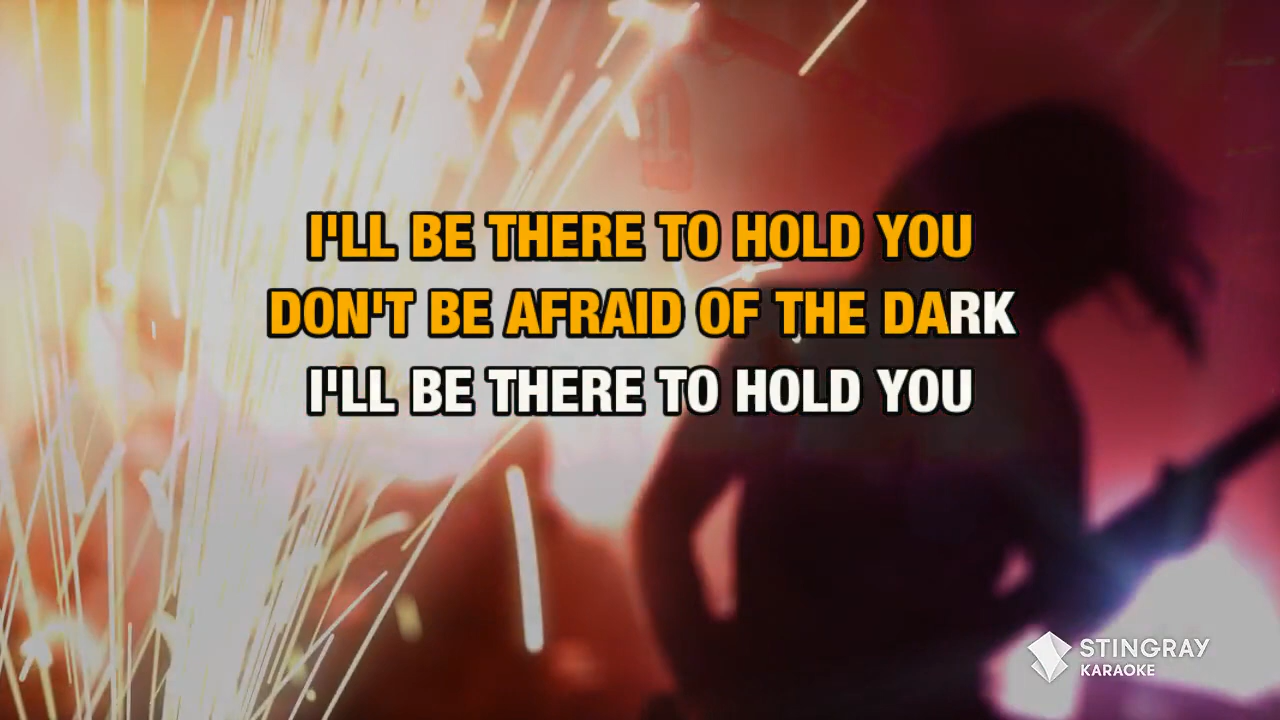 I'LL BE THERE TO HOLD YOU
DON'T BE AFRAID OF THE DARK
I'LL BE THERE TO HOLD YOU
STINGRAY
KARAOKE